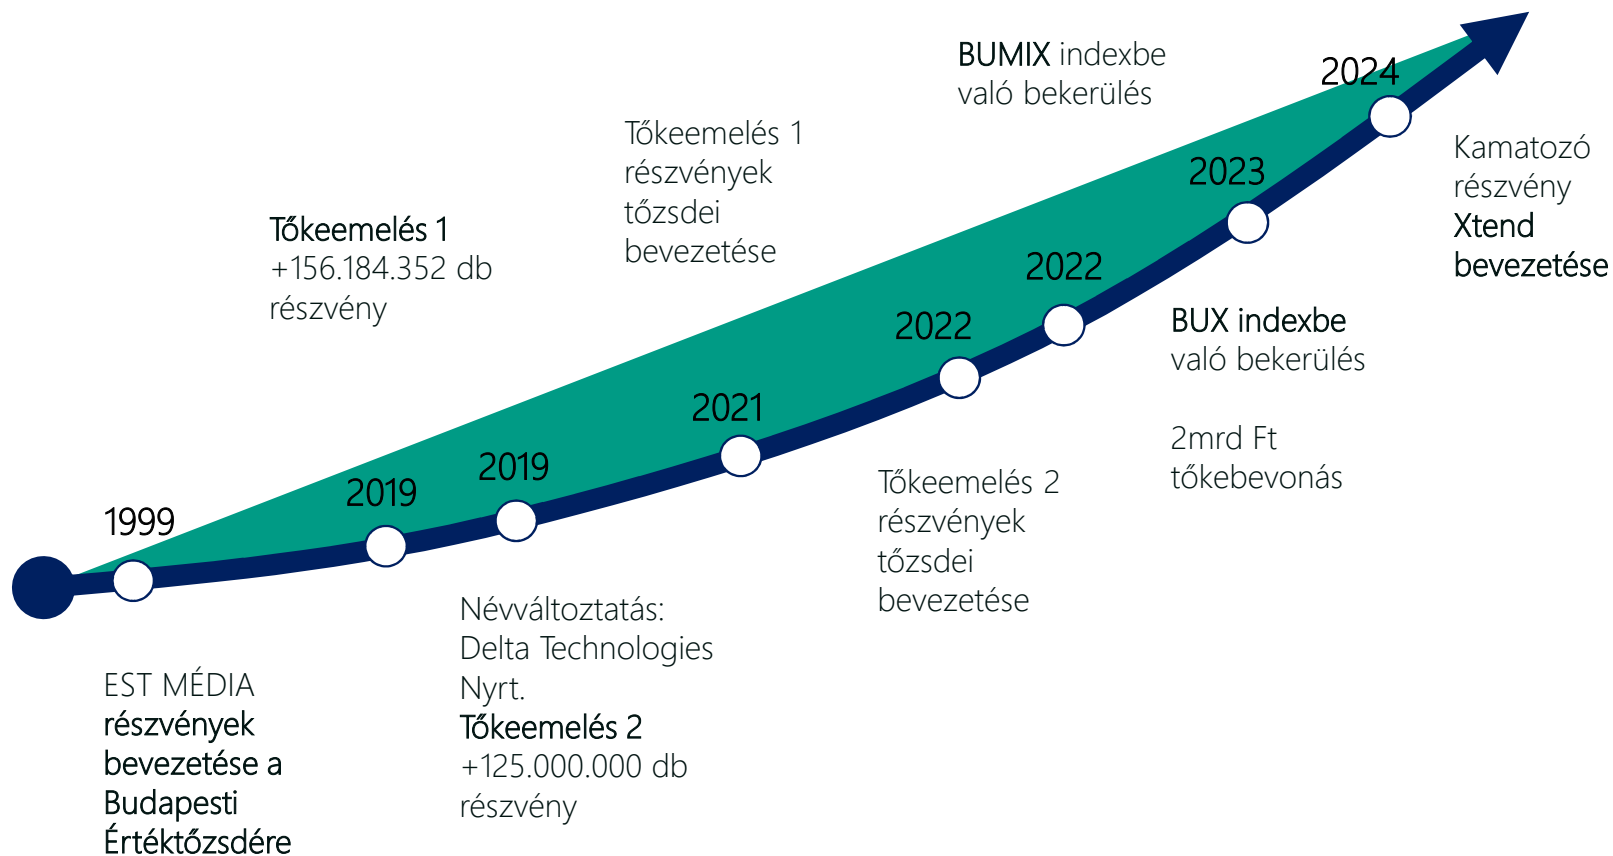 1999
EST MÉDIA
részvények
bevezetése a
Budapesti
Értéktőzsdére
2019
Tőkeemelés 1
+156.184.352 db
részvény
2019
Névváltoztatás:
Delta Technologies
Nyrt.
Tőkeemelés 2
+125.000.000 db
részvény
2021
Tőkeemelés 1
részvények
tőzsdei
bevezetése
2022
Tőkeemelés 2
részvények
tőzsdei
bevezetése
2022
BUMIX indexbe
való bekerülés
2023
BUX indexbe
való bekerülés
2mrd Ft
tőkebevonás
2024
Kamatozó
részvény
Xtend
bevezetése